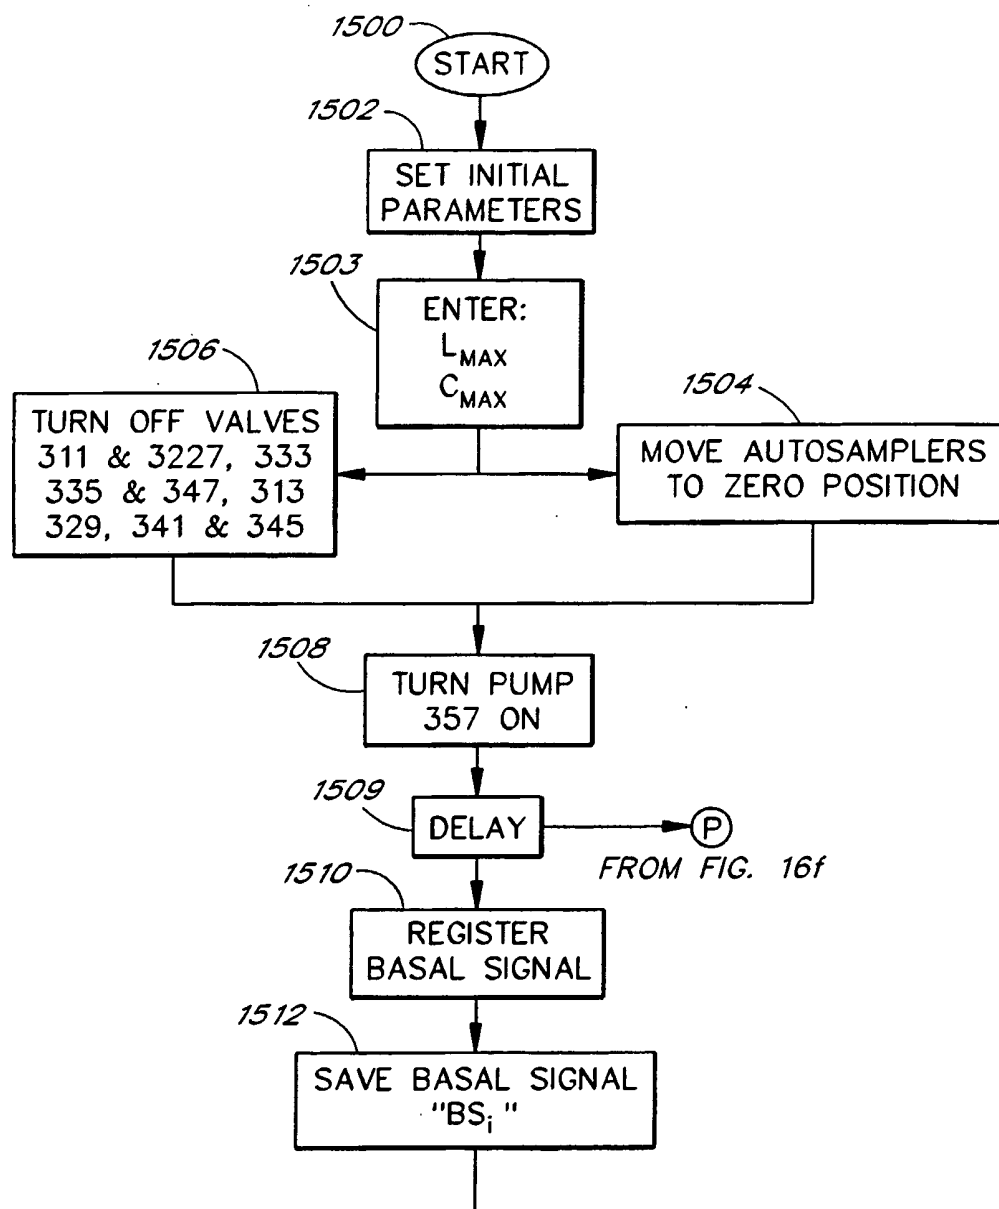 1500
START
1502
SET INITIAL
PARAMETERS
1503
ENTER:
L_MAX
C_MAX
1506
TURN OFF VALVES
311 & 3227, 333
335 & 347, 313
329, 341 & 345
1504
MOVE AUTOSAMPLERS
TO ZERO POSITION
1508
TURN PUMP
357 ON
1509
DELAY
P
FROM FIG. 16f
1510
REGISTER
BASAL SIGNAL
1512
SAVE BASAL SIGNAL
"BS_i"